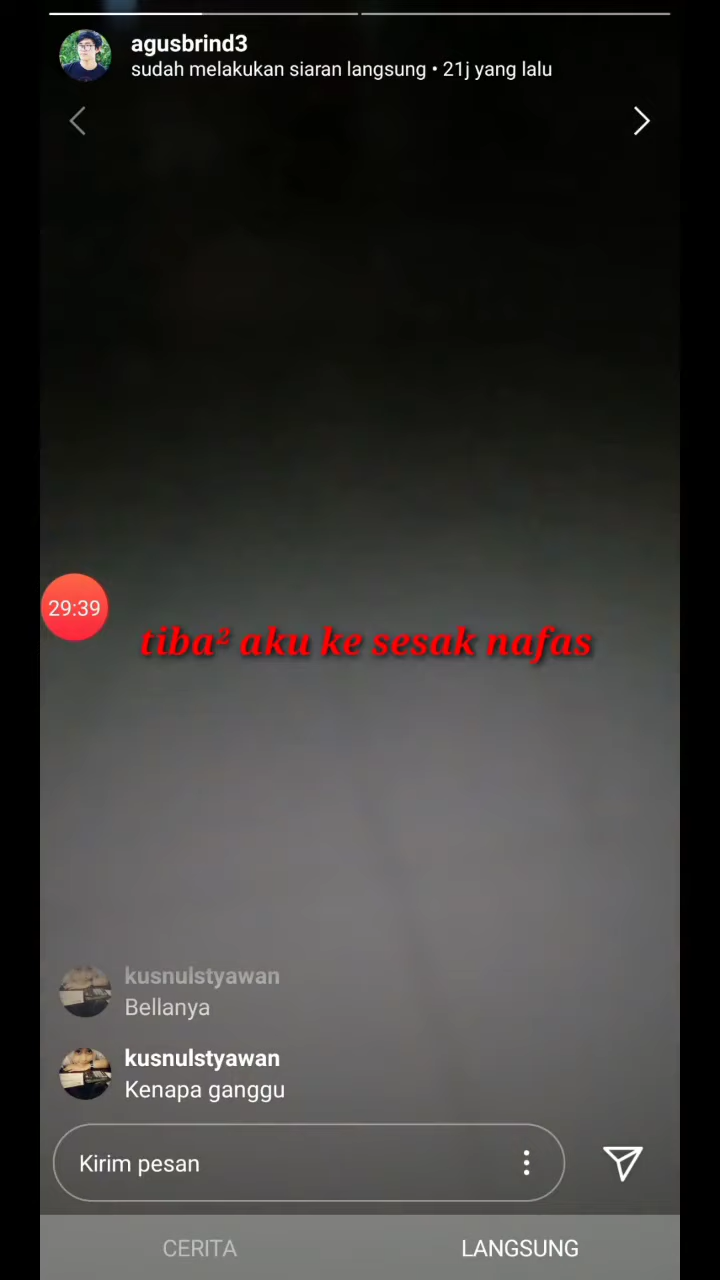 agusbrind3
sudah melakukan siaran langsung • 21j yang lalu
29:39
tiba² aku ke sesak nafas
kusnulstyawan
Bellanya
kusnulstyawan
Kenapa ganggu
Kirim pesan
CERITA
LANGSUNG